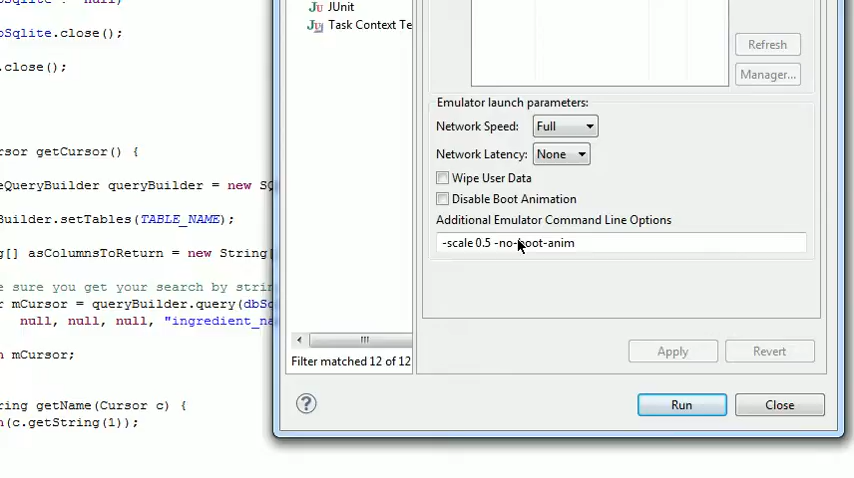 bSqlite.close();
.close();
rsor getCursor() {
eQueryBuilder queryBuilder = new SQ
Builder.setTables(TABLE_NAME);
g[] asColumnsToReturn = new String[
e sure you get your search by strin
r mCursor = queryBuilder.query(dbSq
null, null, null, "ingredient_na
n mCursor;
ring getName(Cursor c) {
n(c.getString(1));
JUnit
Task Context Te
Filter matched 12 of 12
Refresh
Manager...
Emulator launch parameters:
Network Speed: Full
Network Latency: None
Wipe User Data
Disable Boot Animation
Additional Emulator Command Line Options
-scale 0.5 -no-boot-anim
Apply Revert
Run Close